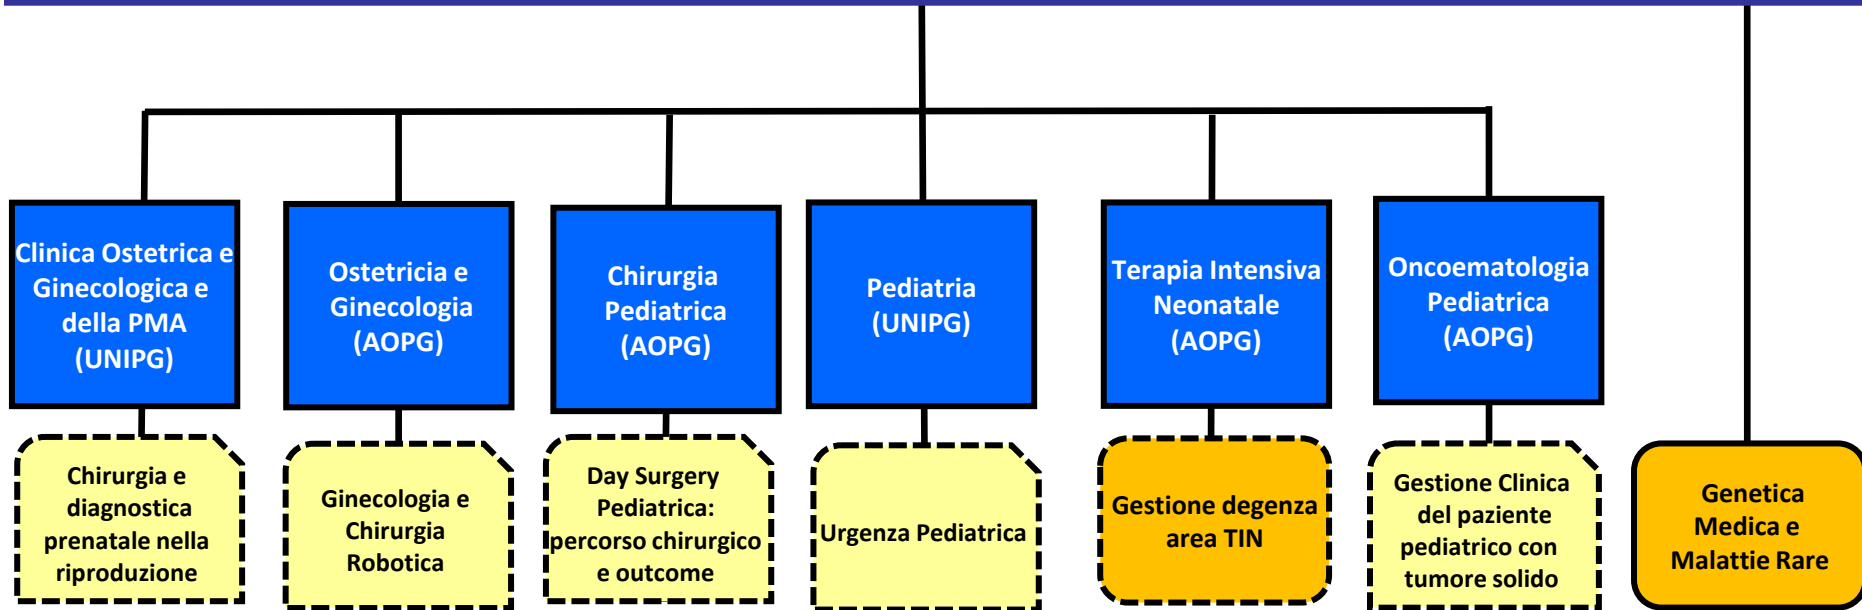 Clinica Ostetrica e
Ginecologica e
della PMA
(UNIPG)
Ostetricia e
Ginecologia
(AOPG)
Chirurgia
Pediatrica
(AOPG)
Pediatria
(UNIPG)
Terapia Intensiva
Neonatale
(AOPG)
Oncoematologia
Pediatrica
(AOPG)
Chirurgia e
diagnostica
prenatale nella
riproduzione
Ginecologia e
Chirurgia
Robotica
Day Surgery
Pediatrica:
percorso chirurgico
e outcome
Urgenza Pediatrica
Gestione degenza
area TIN
Gestione Clinica
del paziente
pediatrico con
tumore solido
Genetica
Medica e
Malattie Rare